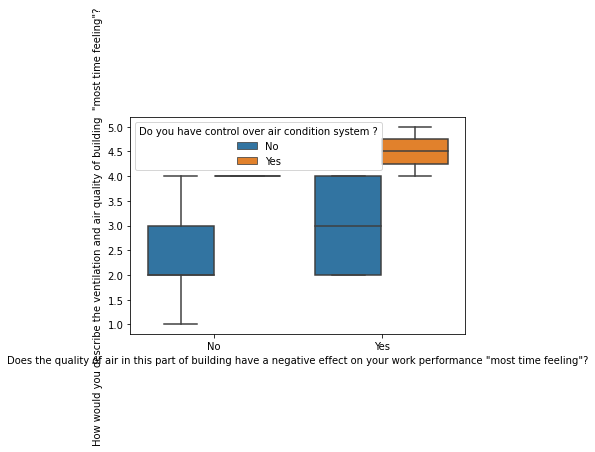 How would you describe the ventilation and air quality of building "most time feeling"?
Do you have control over air condition system ?
No
Yes
5.0
4.5
4.0
3.5
3.0
2.5
2.0
1.5
1.0
No Yes
Does the quality of air in this part of building have a negative effect on your work performance "most time feeling"?